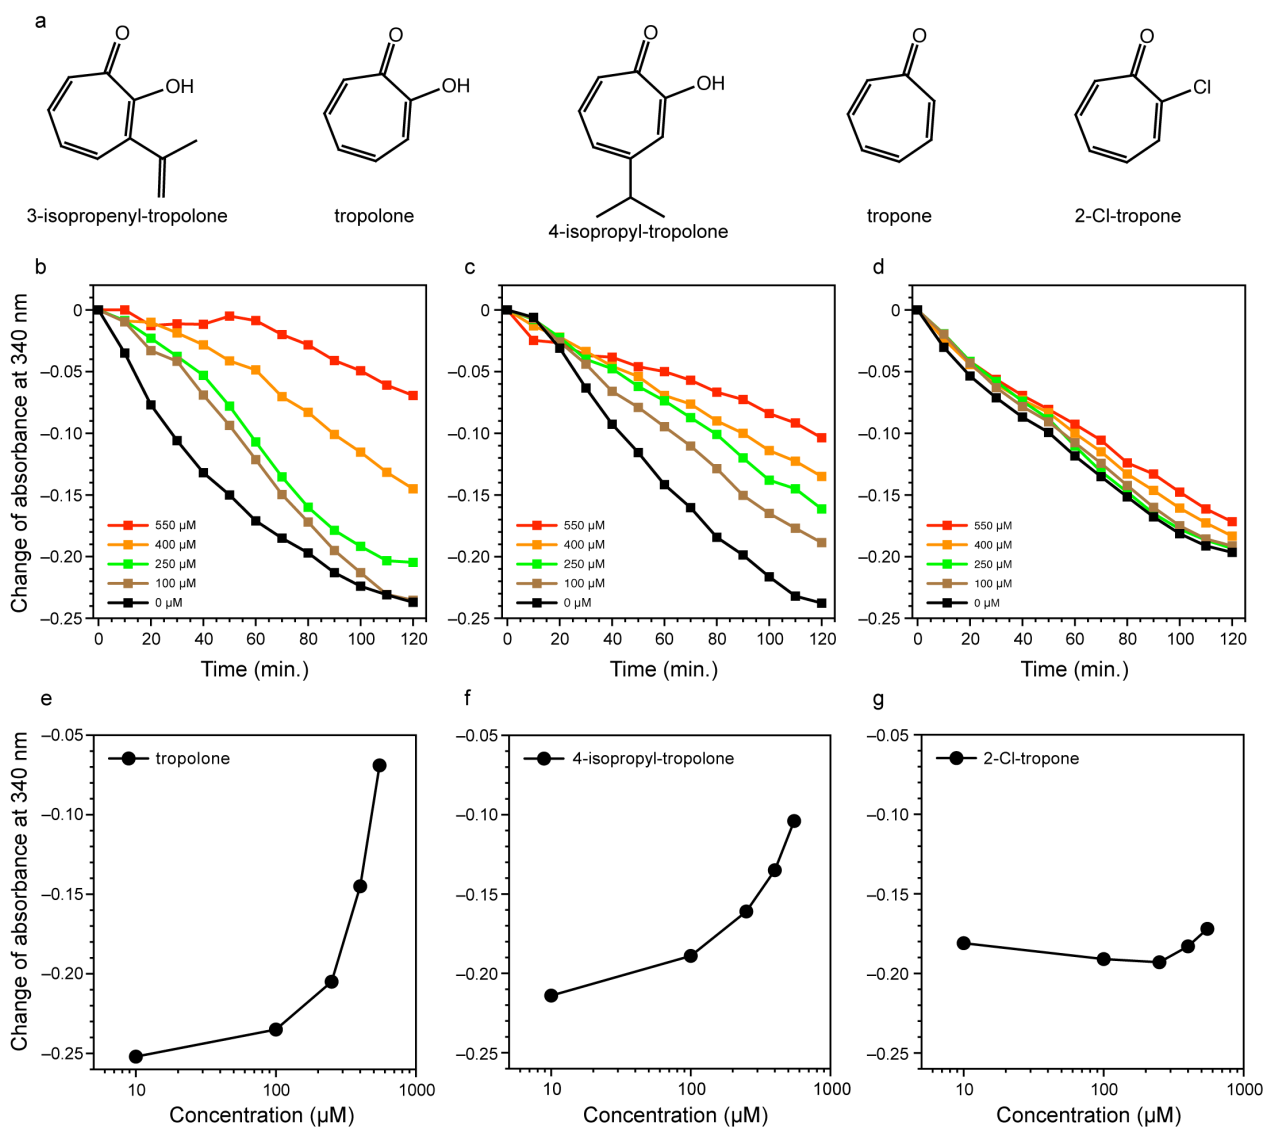 a
O
OH
3-isopropenyl-tropolone
O
OH
tropolone
O
OH
4-isopropyl-tropolone
O
tropone
O
Cl
2-Cl-tropone
b
Change of absorbance at 340 nm
0
–0.05
–0.10
–0.15
–0.20
–0.25
550 µM
400 µM
250 µM
100 µM
0 µM
0 20 40 60 80 100 120
Time (min.)
c
0
–0.05
–0.10
–0.15
–0.20
–0.25
550 µM
400 µM
250 µM
100 µM
0 µM
0 20 40 60 80 100 120
Time (min.)
d
0
–0.05
–0.10
–0.15
–0.20
–0.25
550 µM
400 µM
250 µM
100 µM
0 µM
0 20 40 60 80 100 120
Time (min.)
e
Change of absorbance at 340 nm
–0.05
–0.10
–0.15
–0.20
–0.25
tropolone
10 100 1000
Concentration (µM)
f
–0.05
–0.10
–0.15
–0.20
–0.25
4-isopropyl-tropolone
10 100 1000
Concentration (µM)
g
–0.05
–0.10
–0.15
–0.20
–0.25
2-Cl-tropone
10 100 1000
Concentration (µM)